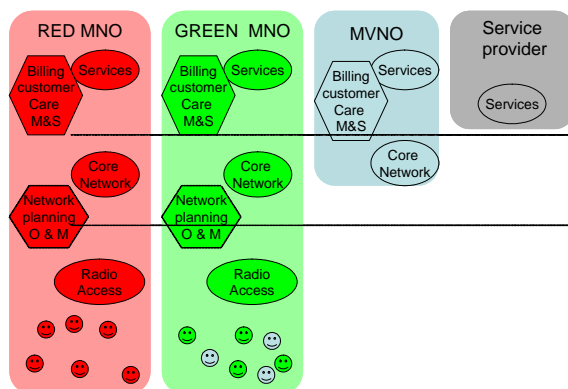 RED MNO
Billing
customer
Care
M&S
Services
Core
Network
Network
planning
O & M
Radio
Access
GREEN MNO
Billing
customer
Care
M&S
Services
Core
Network
Network
planning
O & M
Radio
Access
MVNO
Billing
customer
Care
M&S
Services
Core
Network
Service
provider
Services